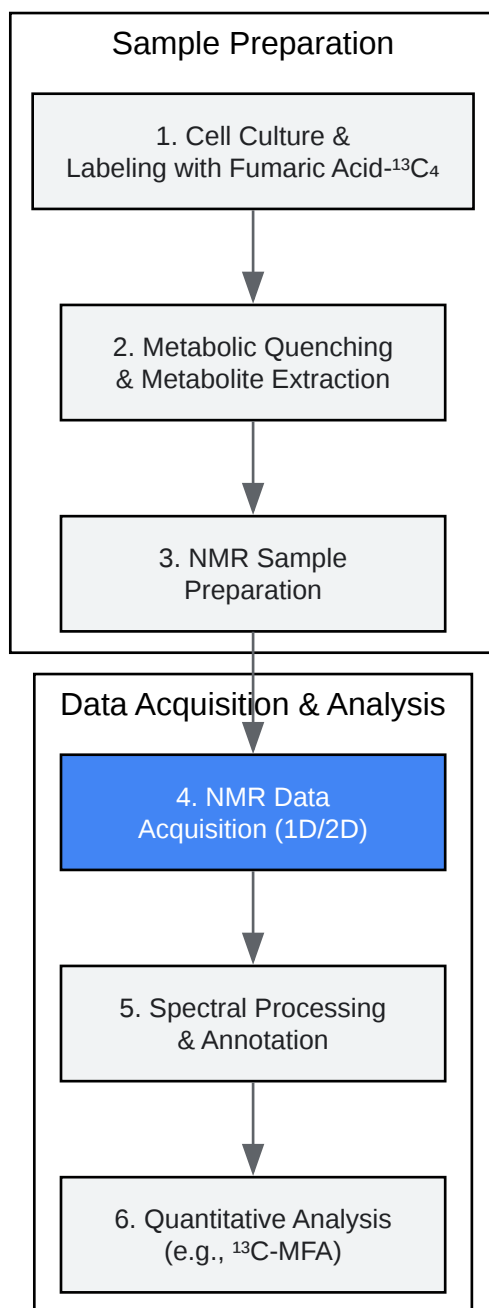 Sample Preparation
1. Cell Culture &
Labeling with Fumaric Acid-¹³C₄
2. Metabolic Quenching
& Metabolite Extraction
3. NMR Sample
Preparation
Data Acquisition & Analysis
4. NMR Data
Acquisition (1D/2D)
5. Spectral Processing
& Annotation
6. Quantitative Analysis
(e.g., ¹³C-MFA)